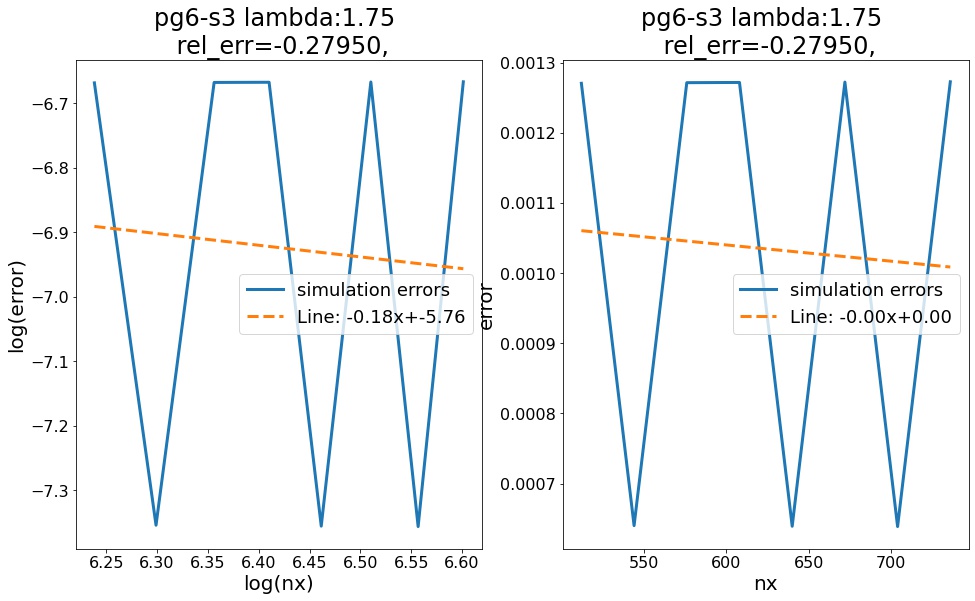 pg6-s3 lambda:1.75
rel_err=-0.27950,
−6.7
−6.8
−6.9
−7.0
−7.1
−7.2
−7.3
log(error)
simulation errors
Line: -0.18x+-5.76
6.25
6.30
6.35
6.40
6.45
6.50
6.55
6.60
log(nx)
pg6-s3 lambda:1.75
rel_err=-0.27950,
0.0013
0.0012
0.0011
0.0010
0.0009
0.0008
0.0007
error
simulation errors
Line: -0.00x+0.00
550
600
650
700
nx